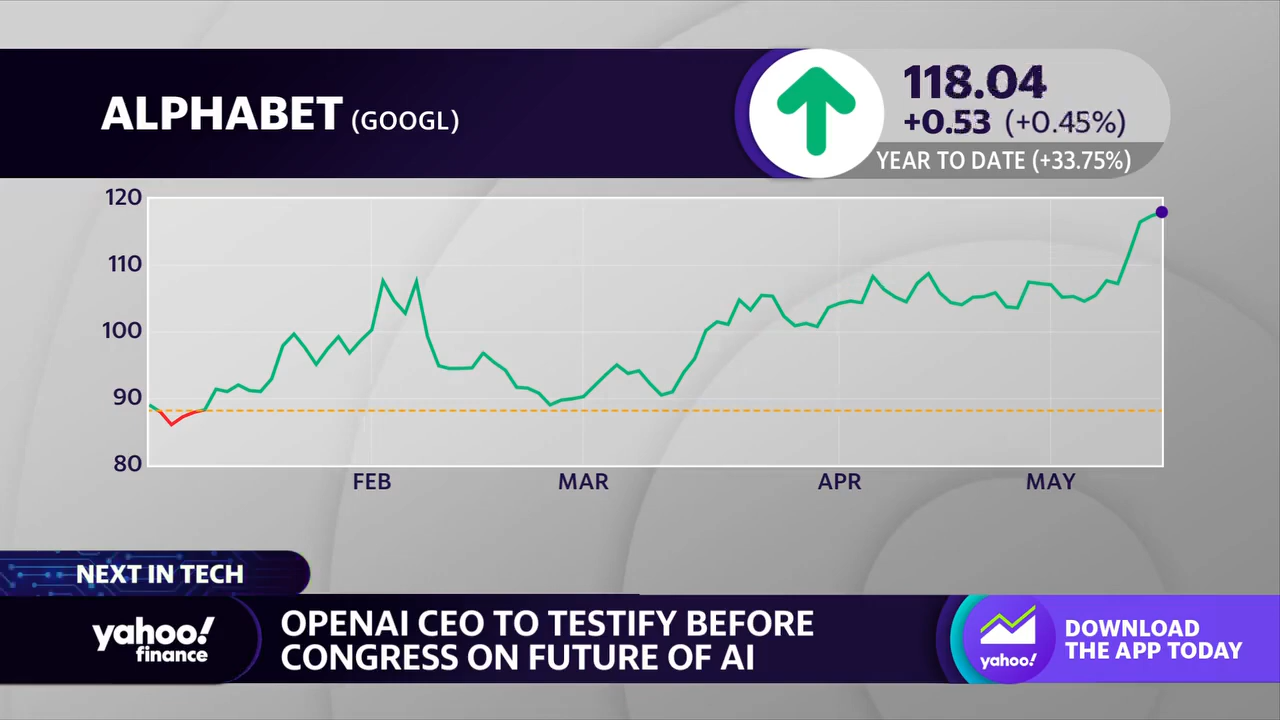 ALPHABET (GOOGL)
118.04
+0.53 (+0.45%)
YEAR TO DATE (+33.75%)
120
110
100
90
80
FEB MAR APR MAY
NEXT IN TECH
yahoo!
finance
OPENAI CEO TO TESTIFY BEFORE
CONGRESS ON FUTURE OF AI
yahoo!
DOWNLOAD
THE APP TODAY